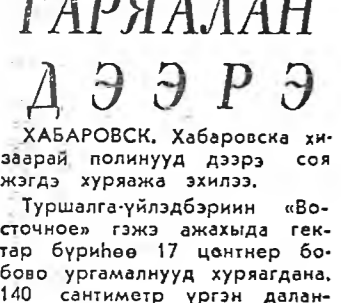 ГАРЯАЛАН
ДЭЭРЭ
ХАБАРОВСК. Хабаровска хи-
заарай полинууд дээрэ соя
жэгдэ хуряажа эхилээ.
Туршалга-үйлэдбэриин «Во-
сточное» гэжэ ажахыда гек-
тар бүриһөө 17 центнер бо-
бово ургамалнууд хуряагдана.
140 сантиметр үргэн далан-